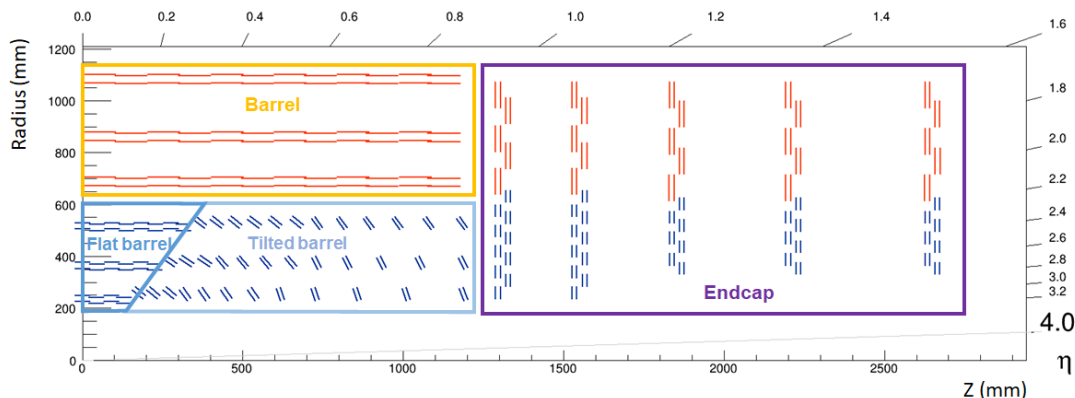 0.0 0.2 0.4 0.6 0.8 1.0 1.2 1.4 1.6
Radius (mm)
1200
1000
800
600
400
200
0
Barrel
Flat barrel
Tilted barrel
Endcap
1.8
2.0
2.2
2.4
2.6
2.8
3.0
3.2
4.0
η
0.0 500 1000 1500 2000 2500
Z (mm)